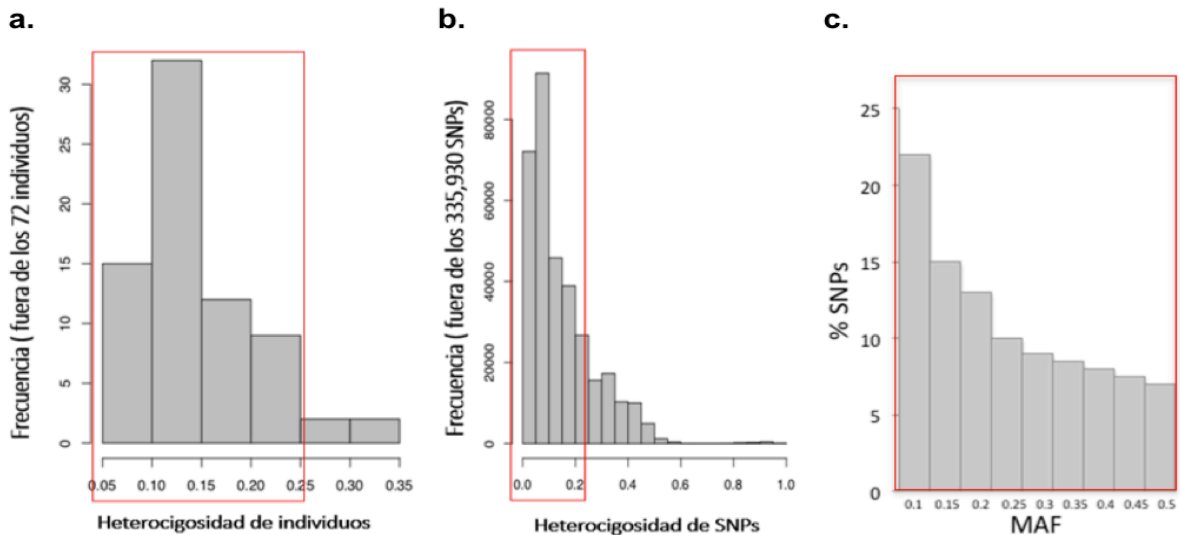 a.
Frecuencia ( fuera de los 72 individuos)
30
25
20
15
10
5
0
0.05 0.10 0.15 0.20 0.25 0.30 0.35
Heterocigosidad de individuos
b.
Frecuencia ( fuera de los 335,930 SNPs)
80000
60000
40000
20000
0
0.0 0.2 0.4 0.6 0.8 1.0
Heterocigosidad de SNPs
c.
% SNPs
25
20
15
10
5
0
0.1 0.15 0.2 0.25 0.3 0.35 0.4 0.45 0.5
MAF